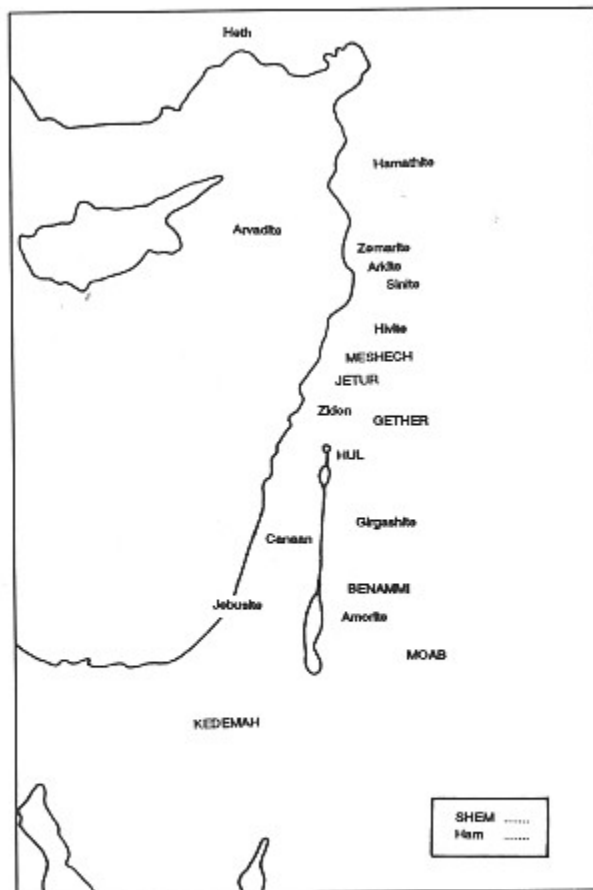 Heth
Hamathite
Arvadite
Zemarite
Arkite
Sinite
Hivite
MESHECH
JETUR
Zidon
GETHER
HUL
Girgashite
Canaan
BENAMMI
Jebusite
Amorite
MOAB
KEDEMAH
SHEM ......
Ham ......